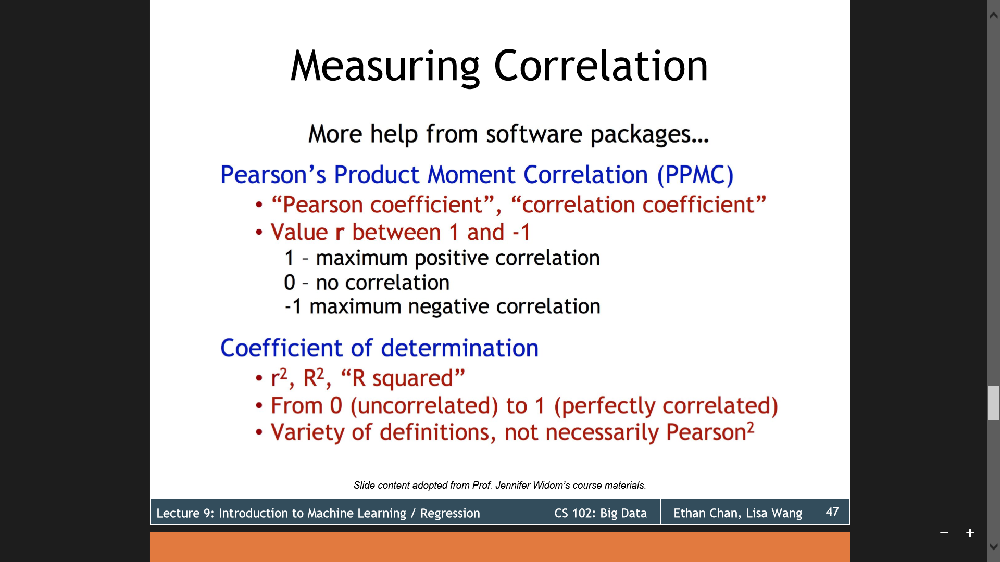 Measuring Correlation
More help from software packages…
Pearson’s Product Moment Correlation (PPMC)
• “Pearson coefficient”, “correlation coefficient”
• Value r between 1 and -1
1 – maximum positive correlation
0 – no correlation
-1 maximum negative correlation
Coefficient of determination
• r², R², “R squared”
• From 0 (uncorrelated) to 1 (perfectly correlated)
• Variety of definitions, not necessarily Pearson²
Slide content adopted from Prof. Jennifer Widom’s course materials.
Lecture 9: Introduction to Machine Learning / Regression
CS 102: Big Data
Ethan Chan, Lisa Wang
47